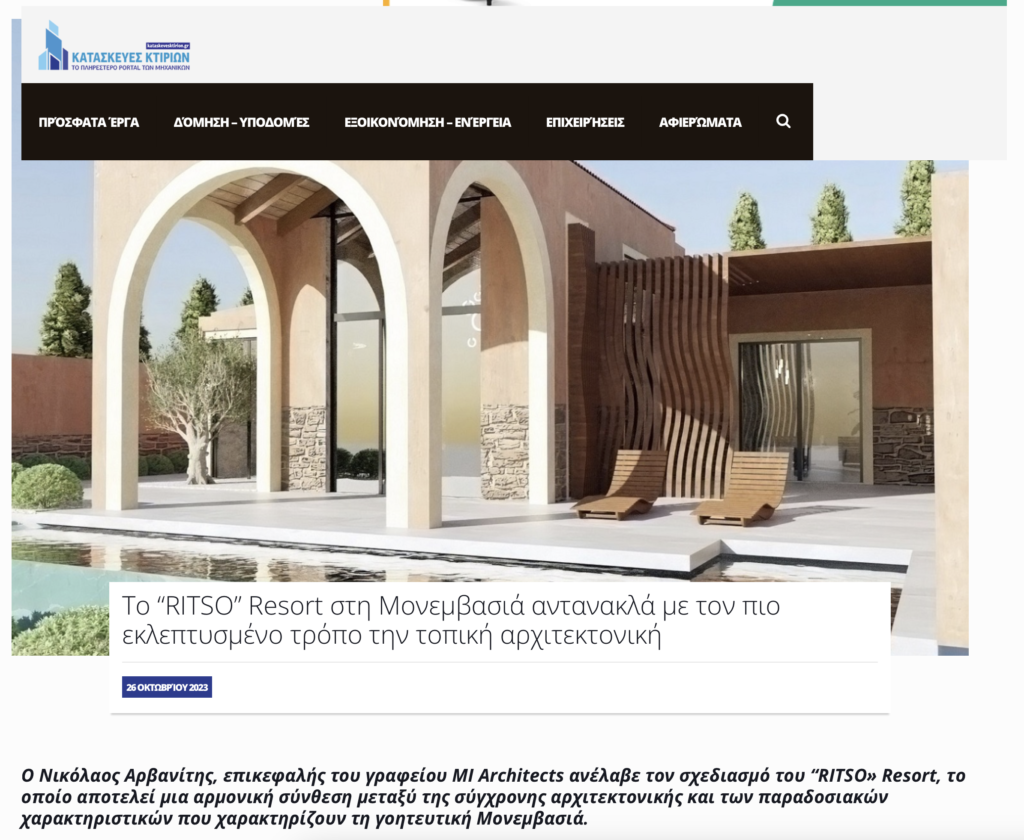 kataskevesktirion.gr
ΚΑΤΑΣΚΕΥΕΣ ΚΤΙΡΙΩΝ
ΤΟ ΠΛΗΡΕΣΤΕΡΟ PORTAL ΤΩΝ ΜΗΧΑΝΙΚΩΝ
ΠΡΌΣΦΑΤΑ ΈΡΓΑ ΔΌΜΗΣΗ – ΥΠΟΔΟΜΈΣ ΕΞΟΙΚΟΝΌΜΗΣΗ – ΕΝΈΡΓΕΙΑ ΕΠΙΧΕΙΡΉΣΕΙΣ ΑΦΙΕΡΏΜΑΤΑ
Το “RITSO” Resort στη Μονεμβασιά αντανακλά με τον πιο
εκλεπτυσμένο τρόπο την τοπική αρχιτεκτονική
26 ΟΚΤΩΒΡΊΟΥ 2023
Ο Νικόλαος Αρβανίτης, επικεφαλής του γραφείου MI Architects ανέλαβε τον σχεδιασμό του “RITSO» Resort, το
οποίο αποτελεί μια αρμονική σύνθεση μεταξύ της σύγχρονης αρχιτεκτονικής και των παραδοσιακών
χαρακτηριστικών που χαρακτηρίζουν τη γοητευτική Μονεμβασιά.